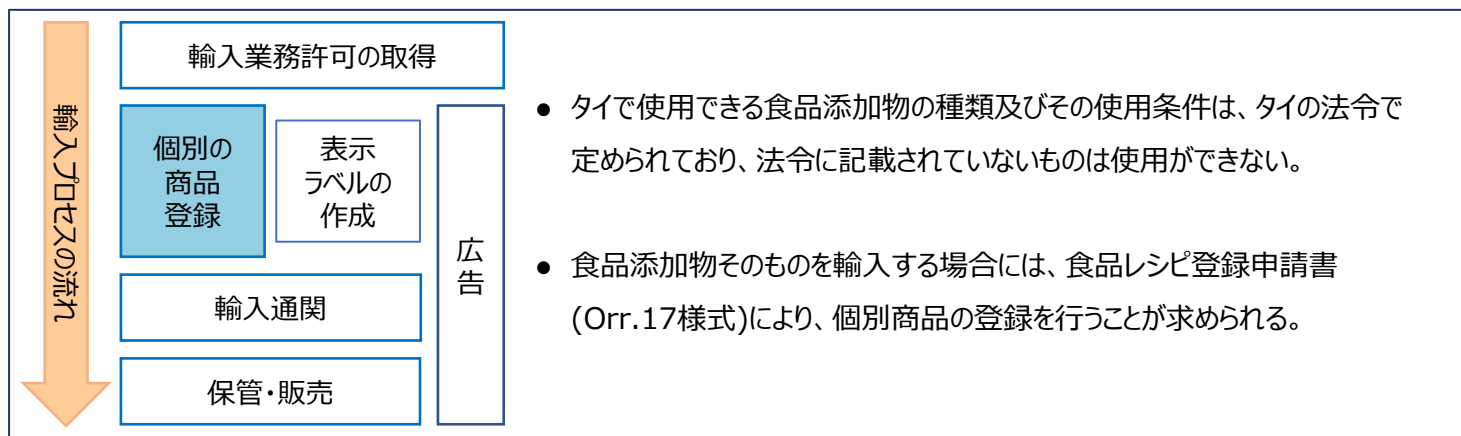 輸入プロセスの流れ
輸入業務許可の取得
個別の
商品
登録
表示
ラベルの
作成
広告
輸入通関
保管・販売
● タイで使用できる食品添加物の種類及びその使用条件は、タイの法令で
定められており、法令に記載されていないものは使用ができない。
● 食品添加物そのものを輸入する場合には、食品レシピ登録申請書
(Orr.17様式)により、個別商品の登録を行うことが求められる。